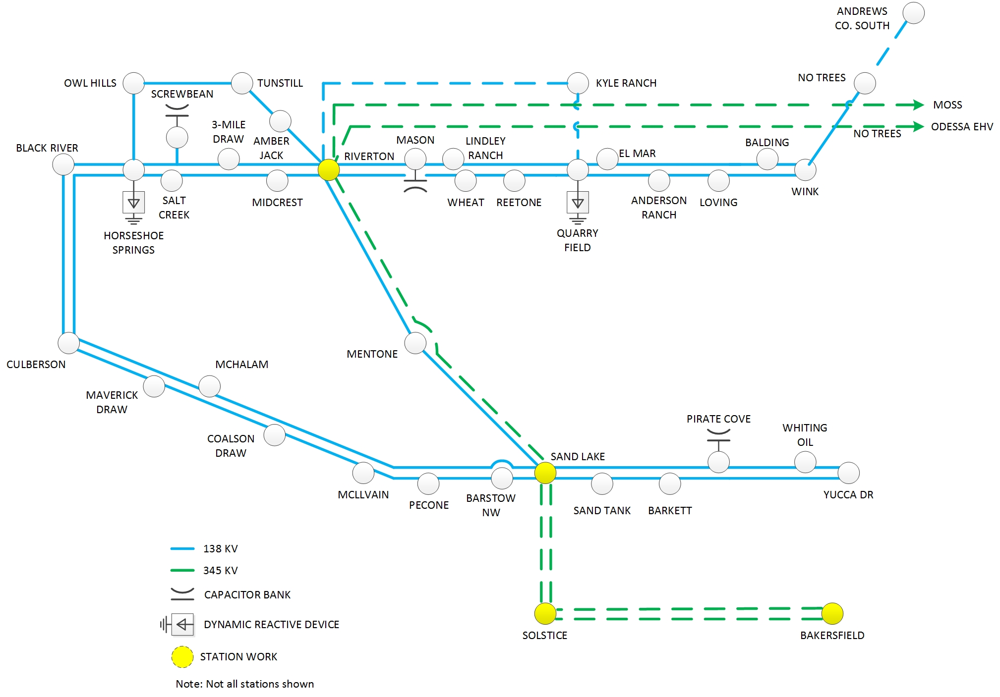 ANDREWS
CO. SOUTH
NO TREES
OWL HILLS
TUNSTILL
KYLE RANCH
SCREWBEAN
MOSS
3-MILE
DRAW
ODESSA EHV
NO TREES
AMBER
JACK
MASON
LINDLEY
RANCH
BALDING
BLACK RIVER
RIVERTON
EL MAR
WINK
SALT
CREEK
MIDCREST
WHEAT
REETONE
ANDERSON
RANCH
LOVING
HORSESHOE
SPRINGS
QUARRY
FIELD
MENTONE
CULBERSON
MCHALAM
MAVERICK
DRAW
COALSON
DRAW
PIRATE COVE
WHITING
OIL
SAND LAKE
MCLLVAIN
PECONE
BARSTOW
NW
SAND TANK
BARKETT
YUCCA DR
138 KV
345 KV
CAPACITOR BANK
DYNAMIC REACTIVE DEVICE
SOLSTICE
BAKERSFIELD
STATION WORK
Note: Not all stations shown